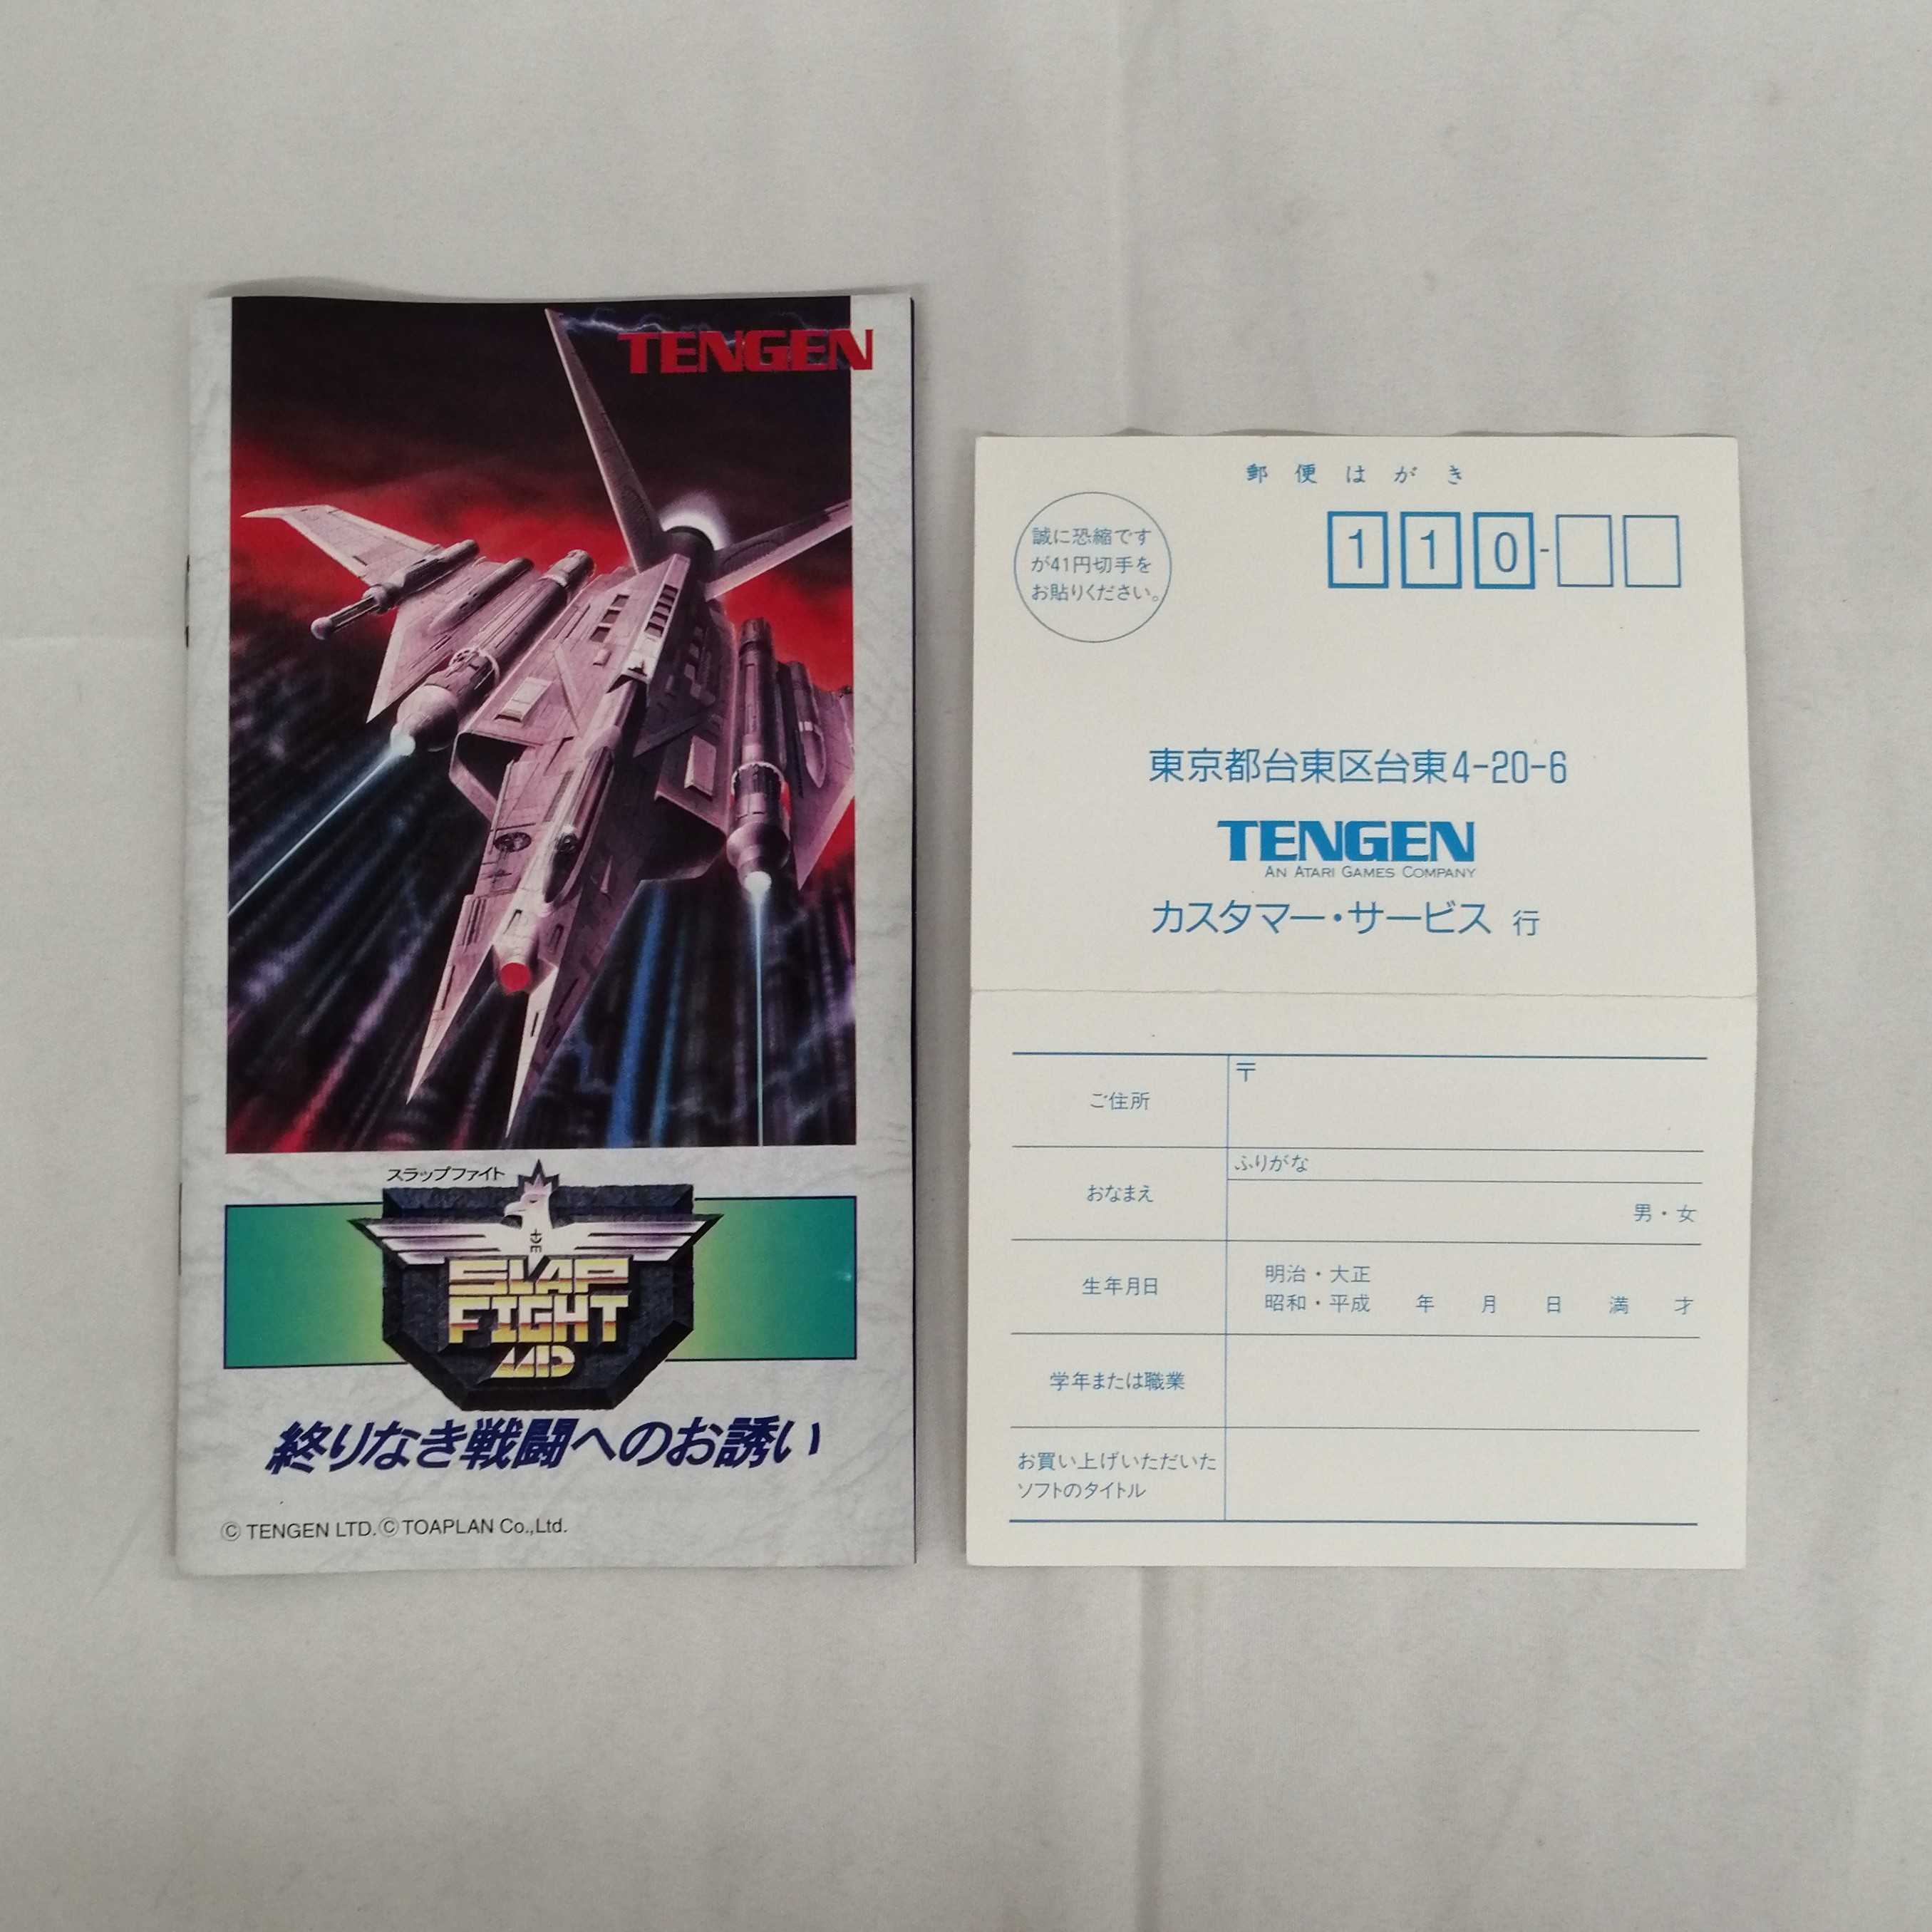 TENGEN
スラップファイト
SLAP
FIGHT
MD
終りなき戦闘へのお誘い
© TENGEN LTD. © TOAPLAN Co.,Ltd.
郵便はがき
誠に恐縮です
が41円切手を
お貼りください。
110-
東京都台東区台東4-20-6
TENGEN
AN ATARI GAMES COMPANY
カスタマー・サービス 行
ご住所
〒
おなまえ
ふりがな
男・女
生年月日
明治・大正
昭和・平成 年 月 日 満 才
学年または職業
お買い上げいただいた
ソフトのタイトル